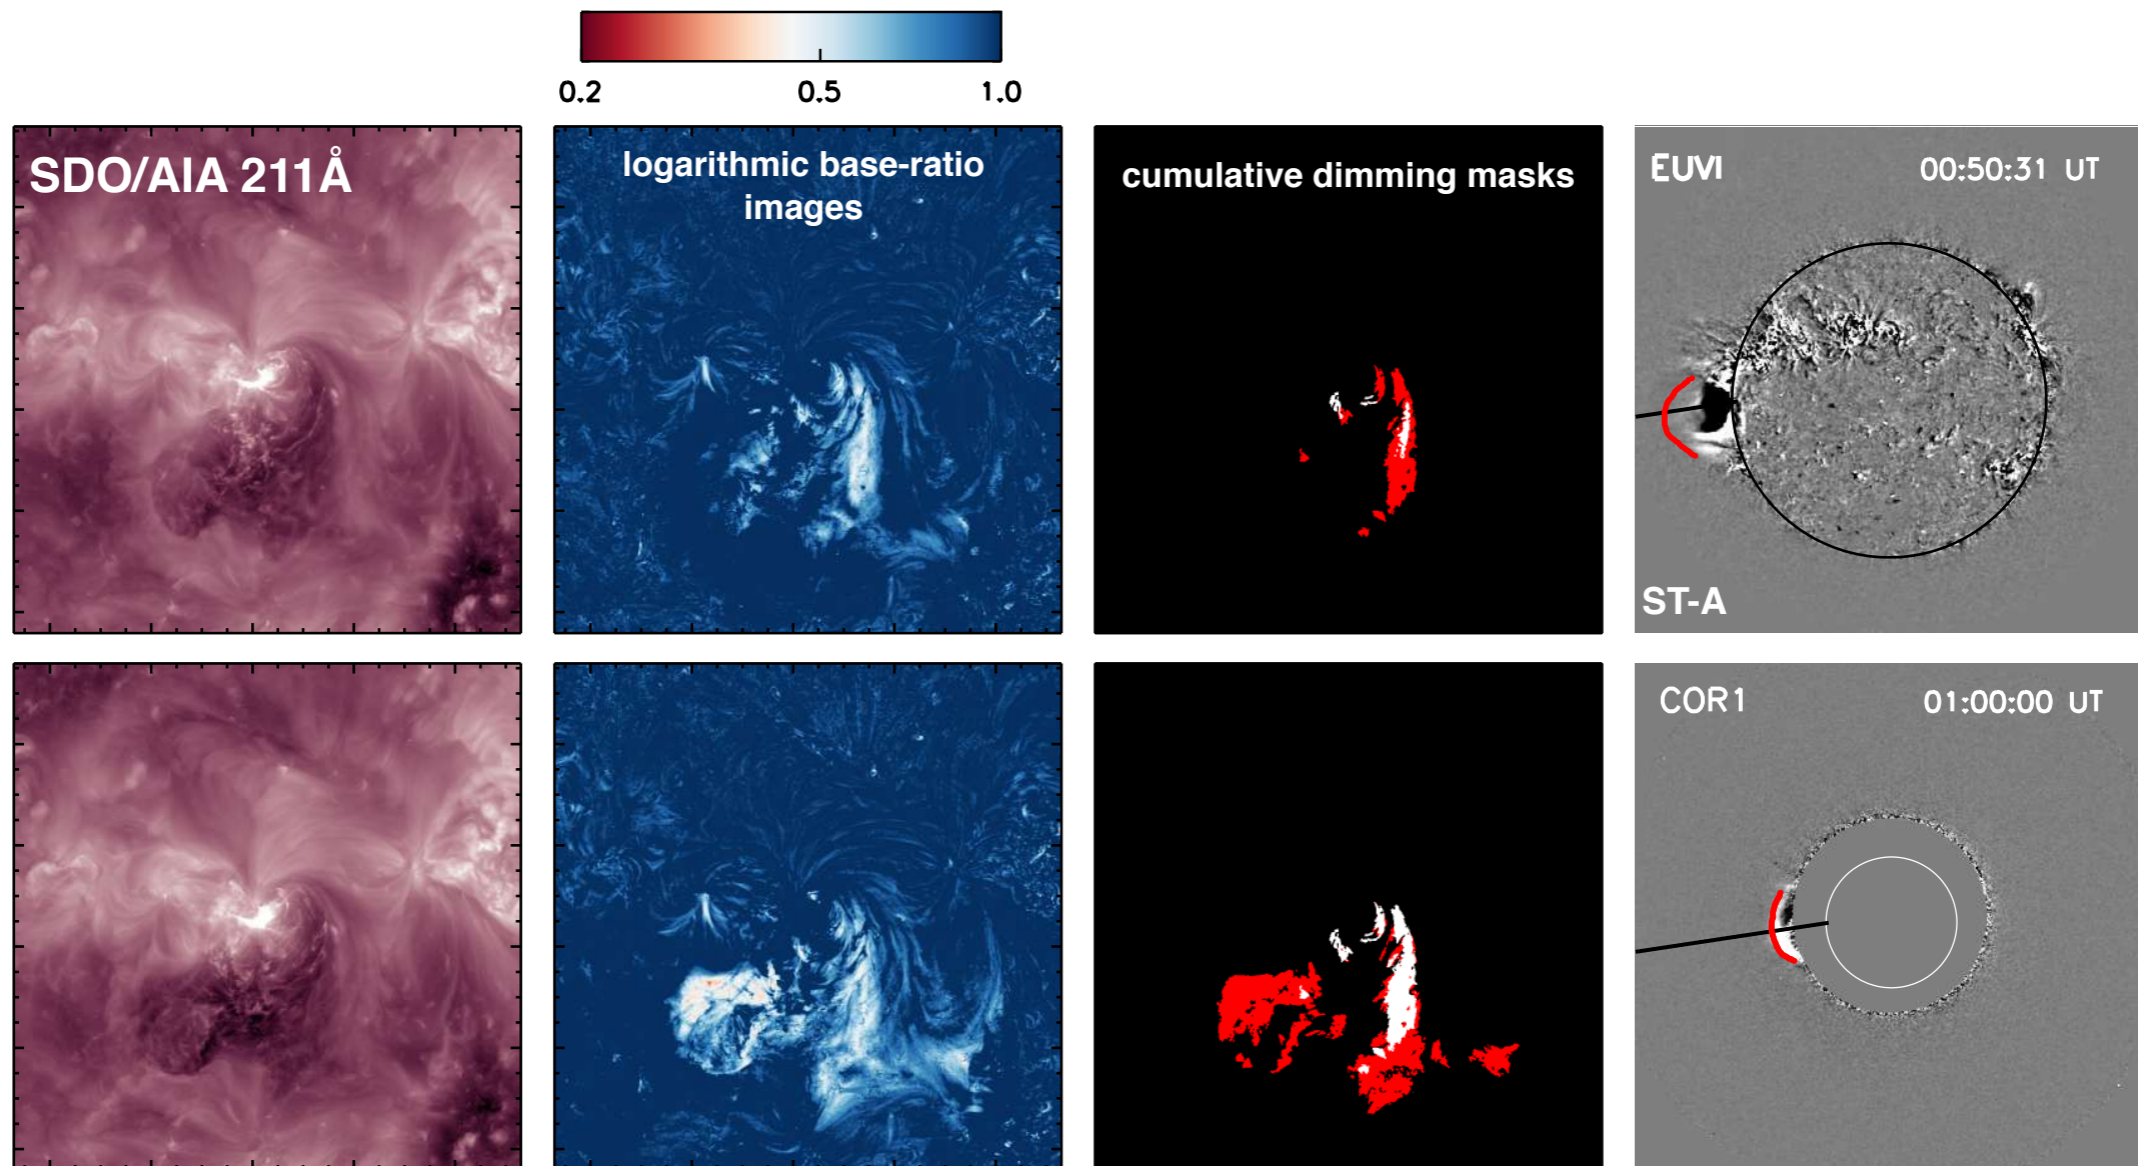 0.2 0.5 1.0
SDO/AIA 211Å
logarithmic base-ratio
images
cumulative dimming masks
EUVI 00:50:31 UT
ST-A
COR1 01:00:00 UT